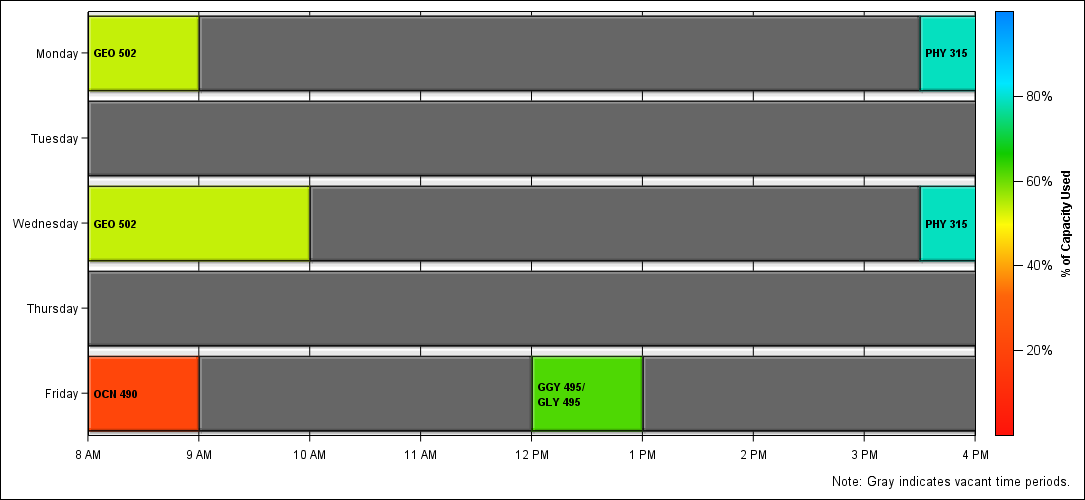 Monday
GEO 502
PHY 315
Tuesday
Wednesday
GEO 502
PHY 315
Thursday
Friday
OCN 490
GGY 495/
GLY 495
8 AM 9 AM 10 AM 11 AM 12 PM 1 PM 2 PM 3 PM 4 PM
80%
60%
40%
20%
% of Capacity Used
Note: Gray indicates vacant time periods.